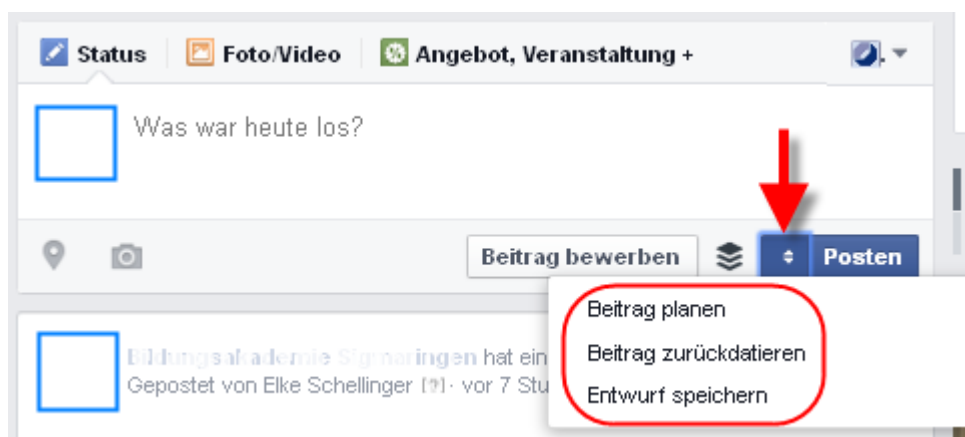 Status Foto/Video Angebot, Veranstaltung +
Was war heute los?
Beitrag bewerben Posten
Beitrag planen
Beitrag zurückdatieren
Entwurf speichern
Bildungsakademie Sigmaringen hat ein
Gepostet von Elke Schellinger [?] · vor 7 Stu